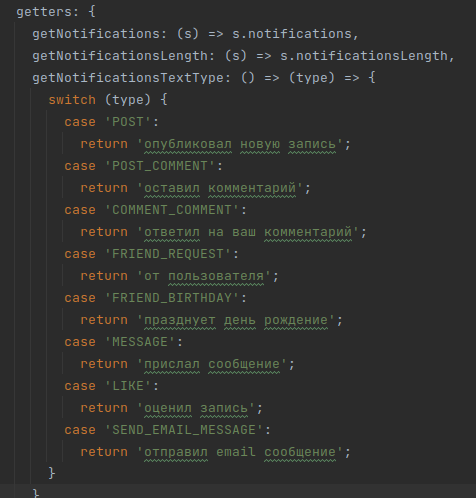 getters: {
getNotifications: (s) => s.notifications,
getNotificationsLength: (s) => s.notificationsLength,
getNotificationsTextType: () => (type) => {
switch (type) {
case 'POST':
return 'опубликовал новую запись';
case 'POST_COMMENT':
return 'оставил комментарий';
case 'COMMENT_COMMENT':
return 'ответил на ваш комментарий';
case 'FRIEND_REQUEST':
return 'от пользователя';
case 'FRIEND_BIRTHDAY':
return 'празднует день рождение';
case 'MESSAGE':
return 'прислал сообщение';
case 'LIKE':
return 'оценил запись';
case 'SEND_EMAIL_MESSAGE':
return 'отправил email сообщение';
}
}